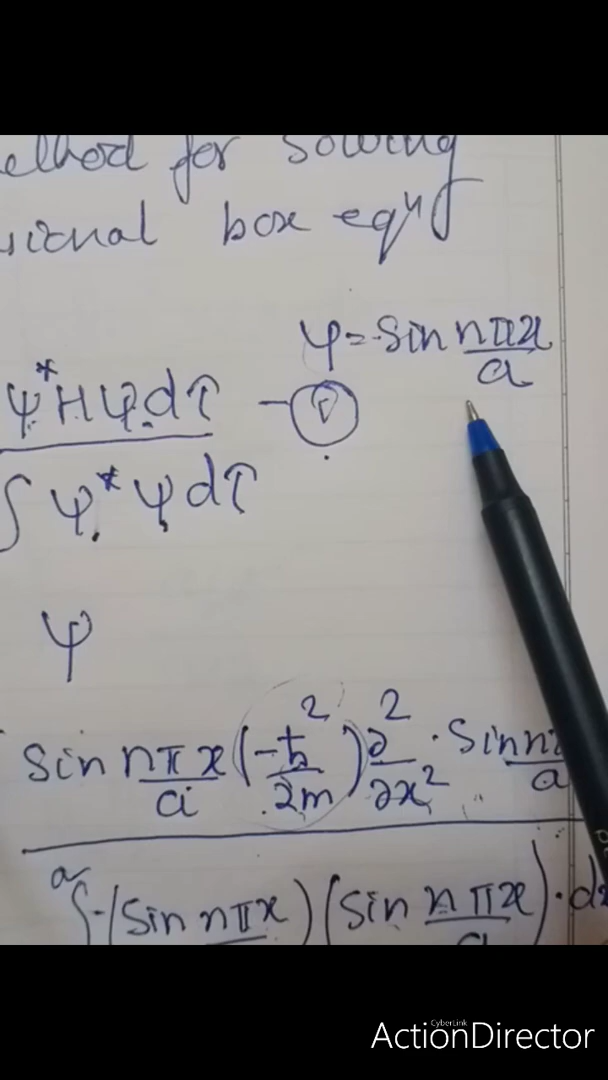 ethod for solving
sional box eqⁿ
ψ = sin nπx/a
ψ*Hψdτ — ①
∫ψ*ψdτ
ψ
sin nπx/a (-ħ²/2m) ∂²/∂x² · sin n
a
a∫ (sin nπx) (sin nπx/a) · d
CyberLink
ActionDirector